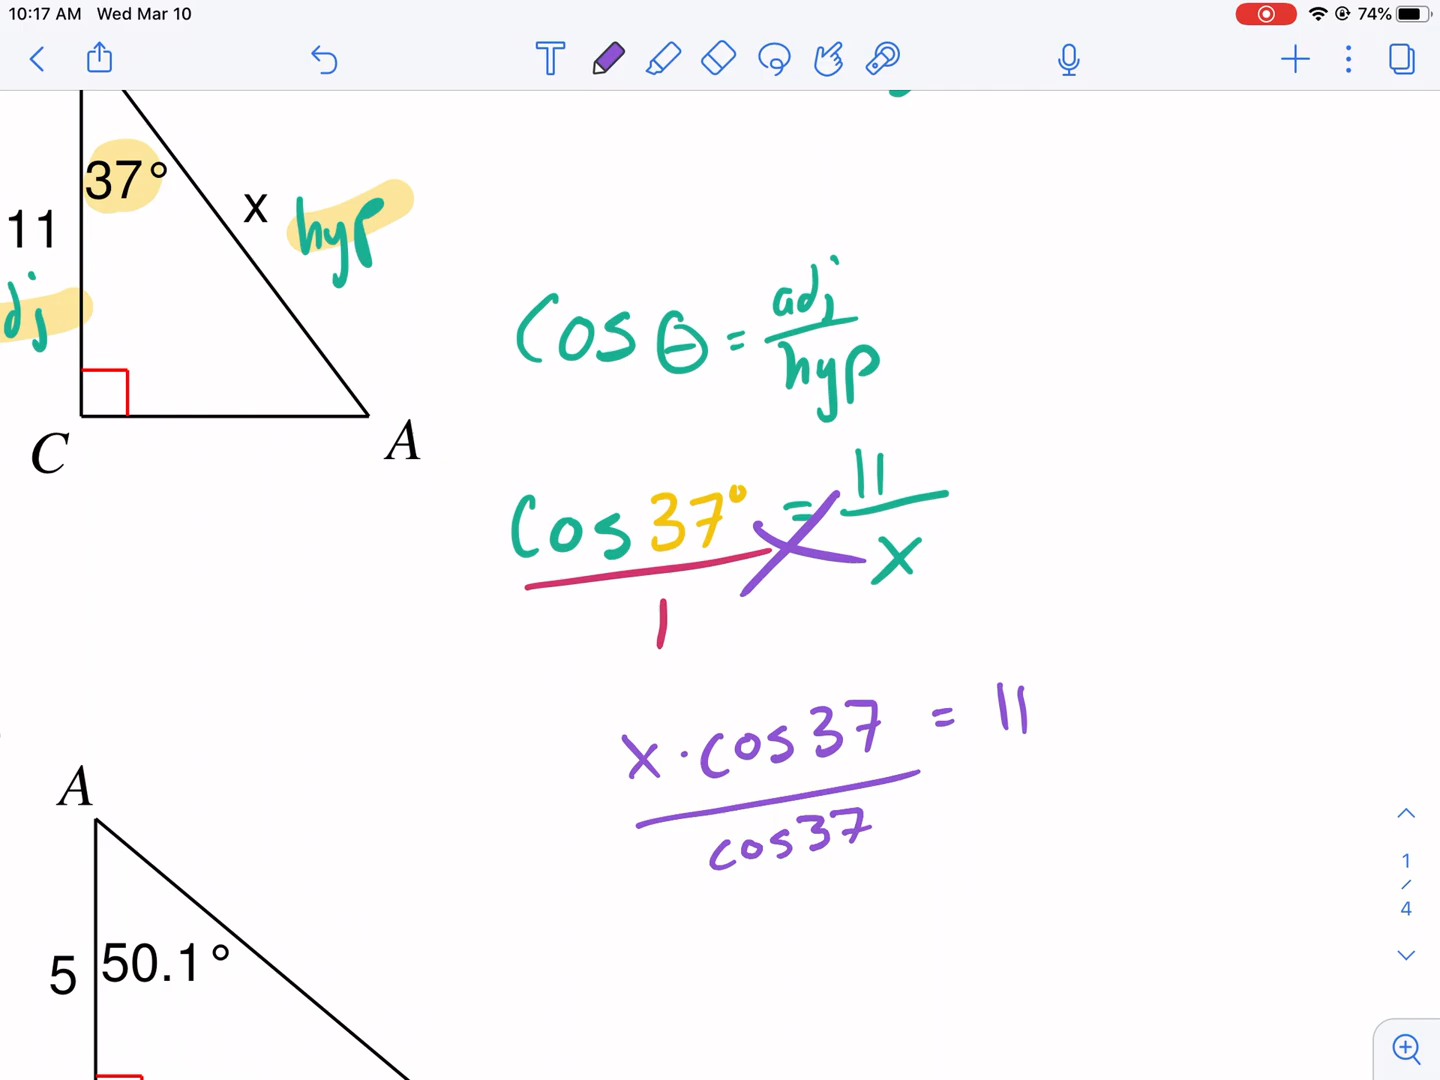 10:17 AM Wed Mar 10
74%
T
37°
11
x hyp
dj
C
A
cos θ = adj/hyp
cos 37° = 11/x
1
x · cos 37 = 11
cos 37
A
5
50.1°
1
/
4